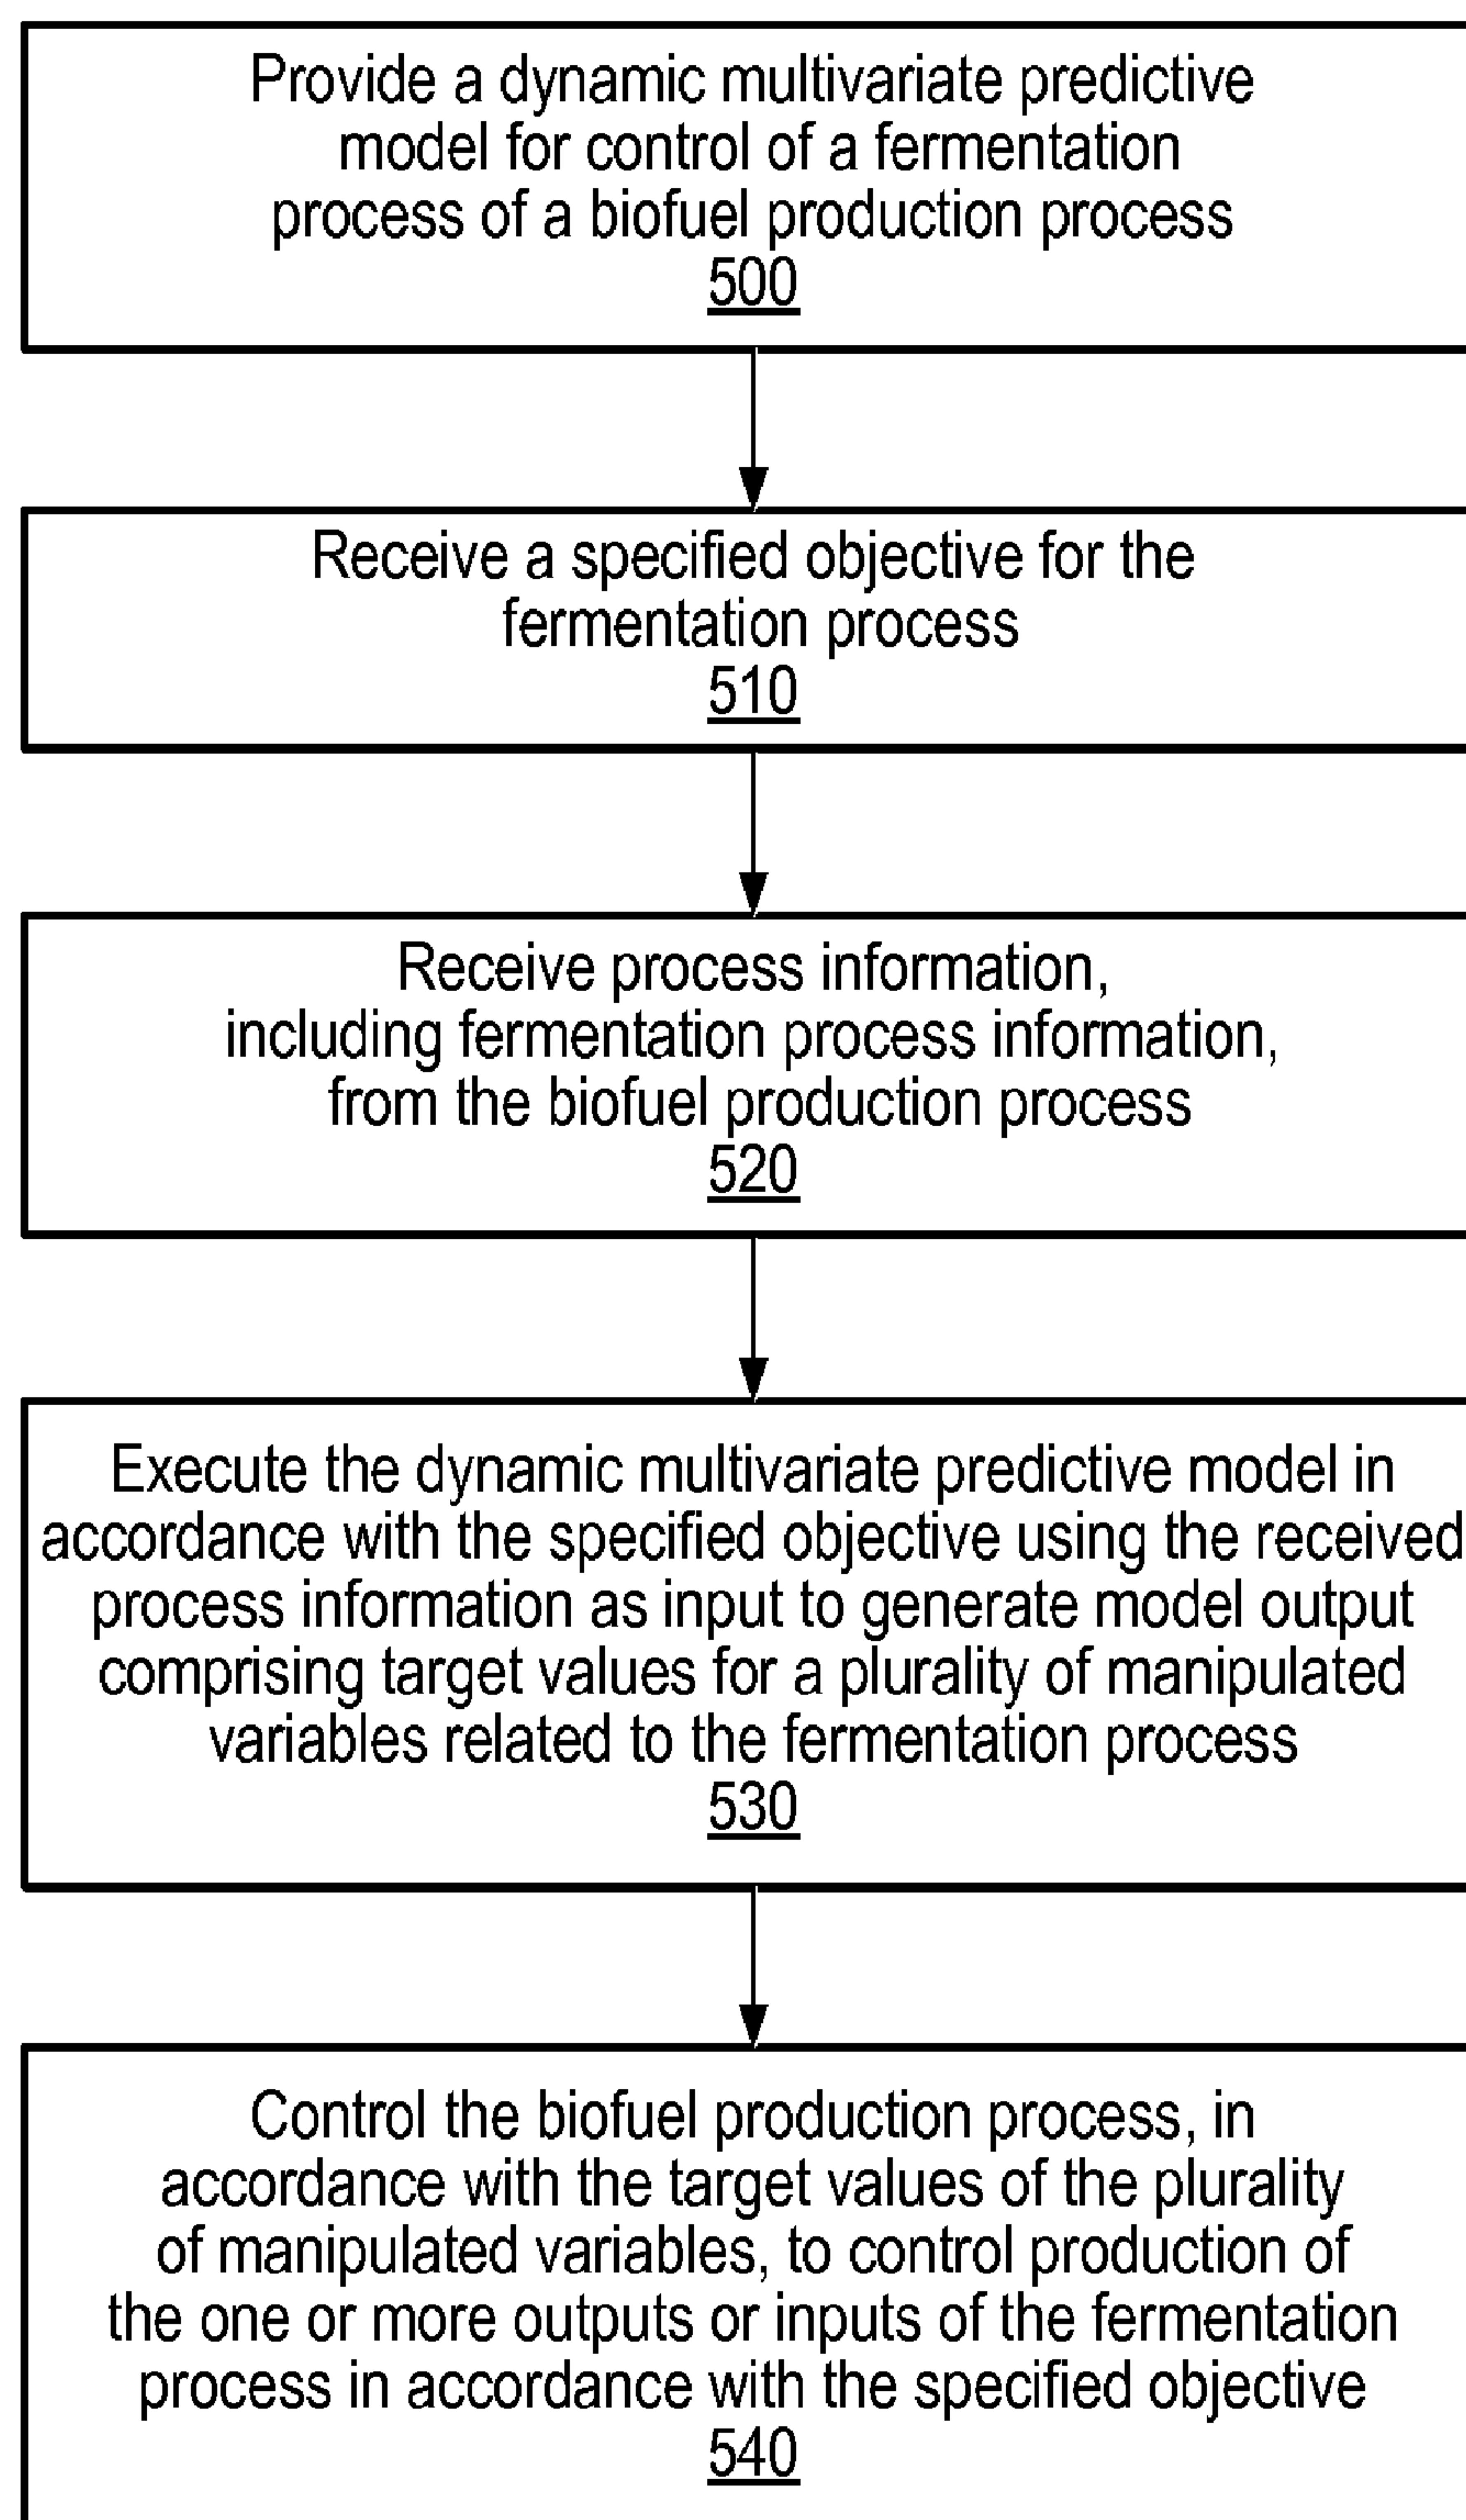 Provide a dynamic multivariate predictive
model for control of a fermentation
process of a biofuel production process
500
Receive a specified objective for the
fermentation process
510
Receive process information,
including fermentation process information,
from the biofuel production process
520
Execute the dynamic multivariate predictive model in
accordance with the specified objective using the received
process information as input to generate model output
comprising target values for a plurality of manipulated
variables related to the fermentation process
530
Control the biofuel production process, in
accordance with the target values of the plurality
of manipulated variables, to control production of
the one or more outputs or inputs of the fermentation
process in accordance with the specified objective
540